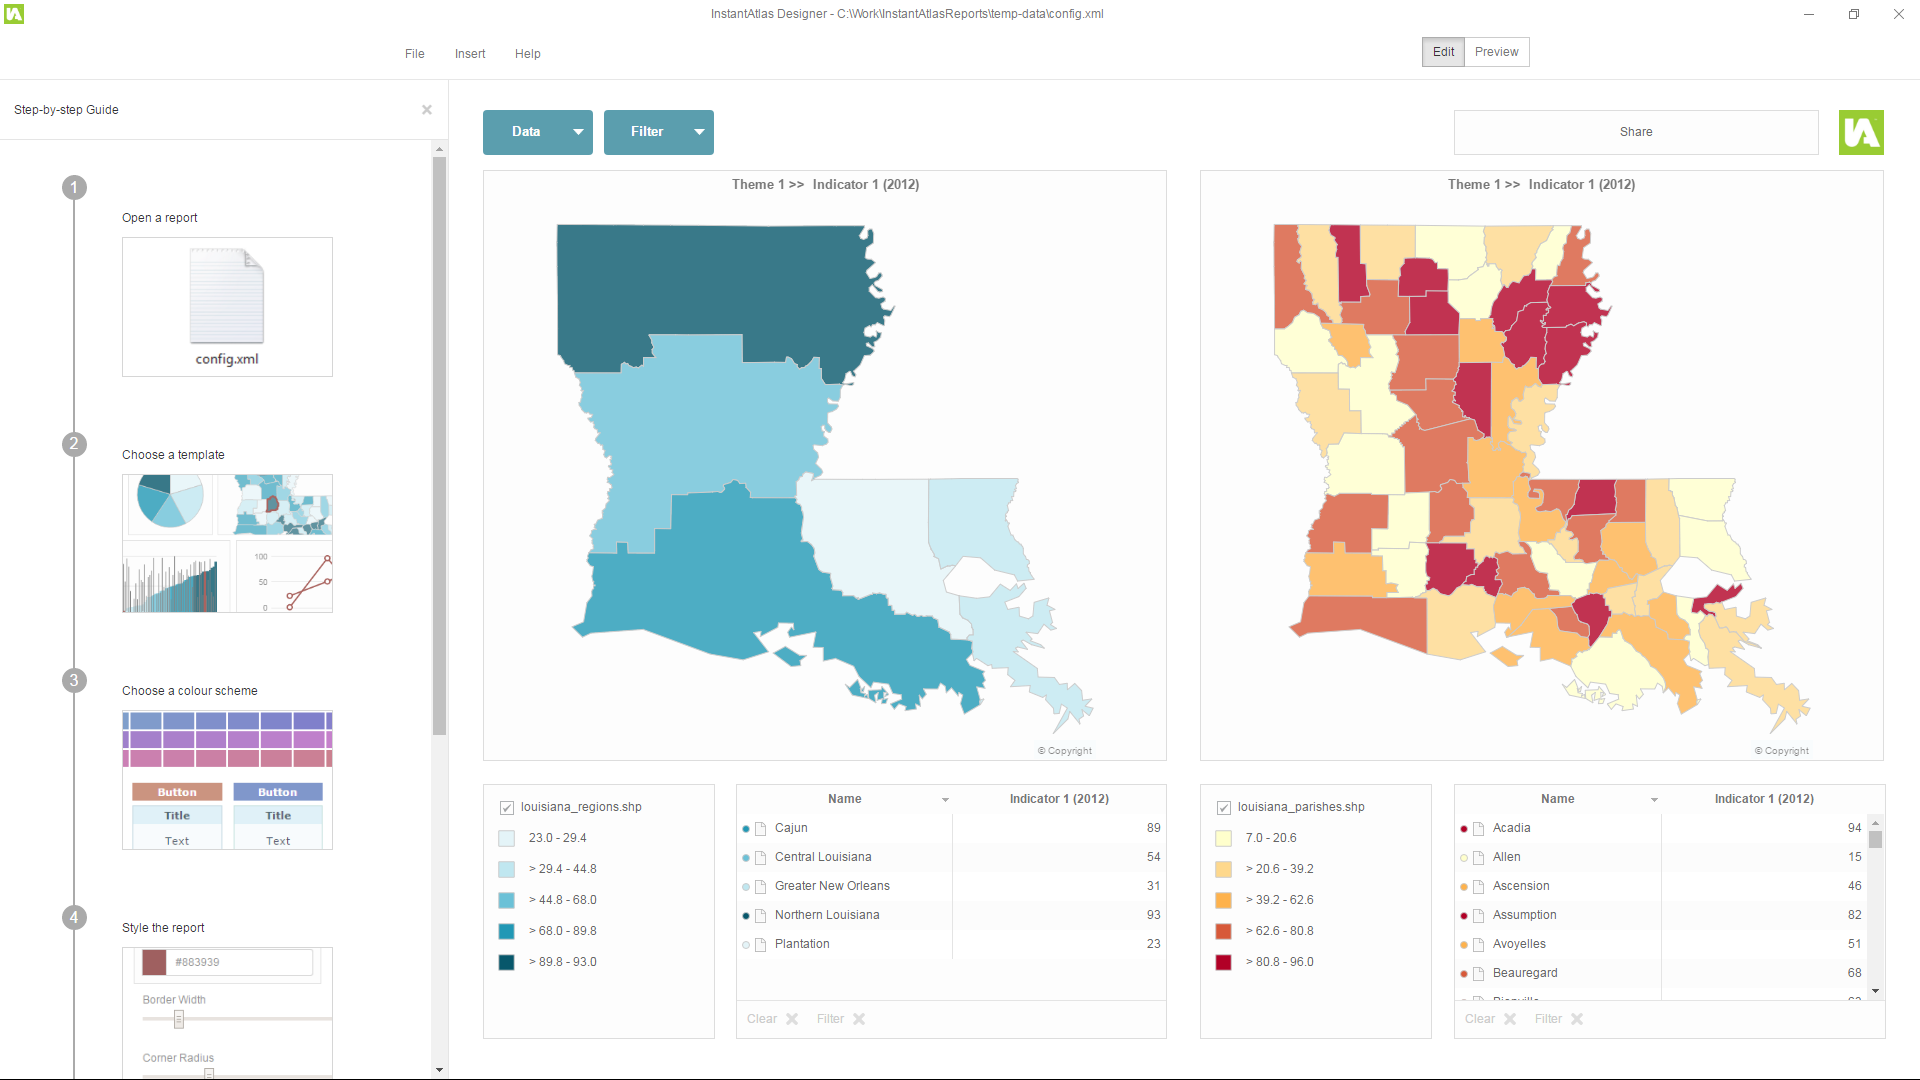 InstantAtlas Designer - C:\Work\InstantAtlasReports\temp-data\config.xml
File Insert Help
Edit Preview
Step-by-step Guide
1
Open a report
config.xml
2
Choose a template
100
50
0
3
Choose a colour scheme
Button Button
Title Title
Text Text
4
Style the report
#883939
Border Width
Corner Radius
Data Filter
Share
IA
Theme 1 >> Indicator 1 (2012)
© Copyright
Theme 1 >> Indicator 1 (2012)
© Copyright
louisiana_regions.shp
23.0 - 29.4
> 29.4 - 44.8
> 44.8 - 68.0
> 68.0 - 89.8
> 89.8 - 93.0
Name Indicator 1 (2012)
Cajun 89
Central Louisiana 54
Greater New Orleans 31
Northern Louisiana 93
Plantation 23
Clear Filter
louisiana_parishes.shp
7.0 - 20.6
> 20.6 - 39.2
> 39.2 - 62.6
> 62.6 - 80.8
> 80.8 - 96.0
Name Indicator 1 (2012)
Acadia 94
Allen 15
Ascension 46
Assumption 82
Avoyelles 51
Beauregard 68
Clear Filter